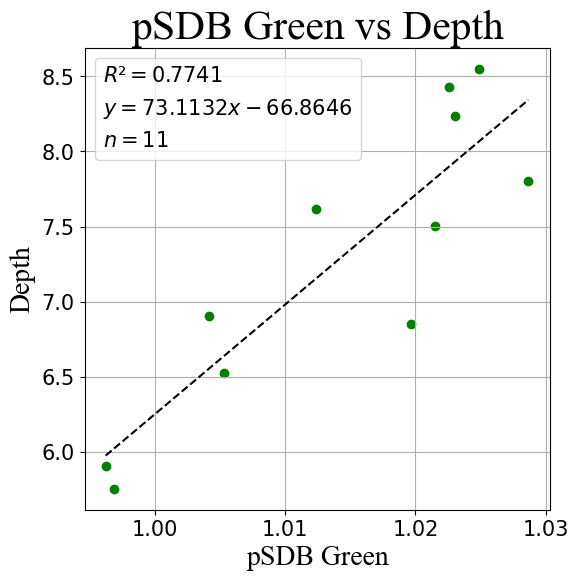 pSDB Green vs Depth
R² = 0.7741
y = 73.1132x − 66.8646
n = 11
8.5
8.0
7.5
7.0
6.5
6.0
Depth
1.00 1.01 1.02 1.03
pSDB Green